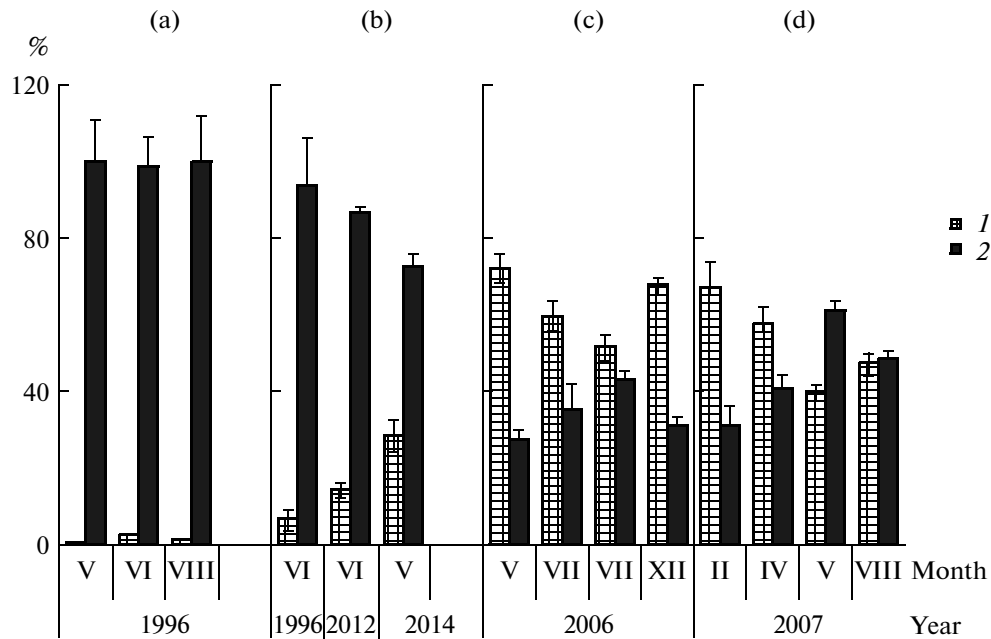 (a) (b) (c) (d)
%
120
80
40
0
1
2
V VI VIII VI VI V V VII VII XII II IV V VIII Month
1996 1996 2012 2014 2006 2007 Year